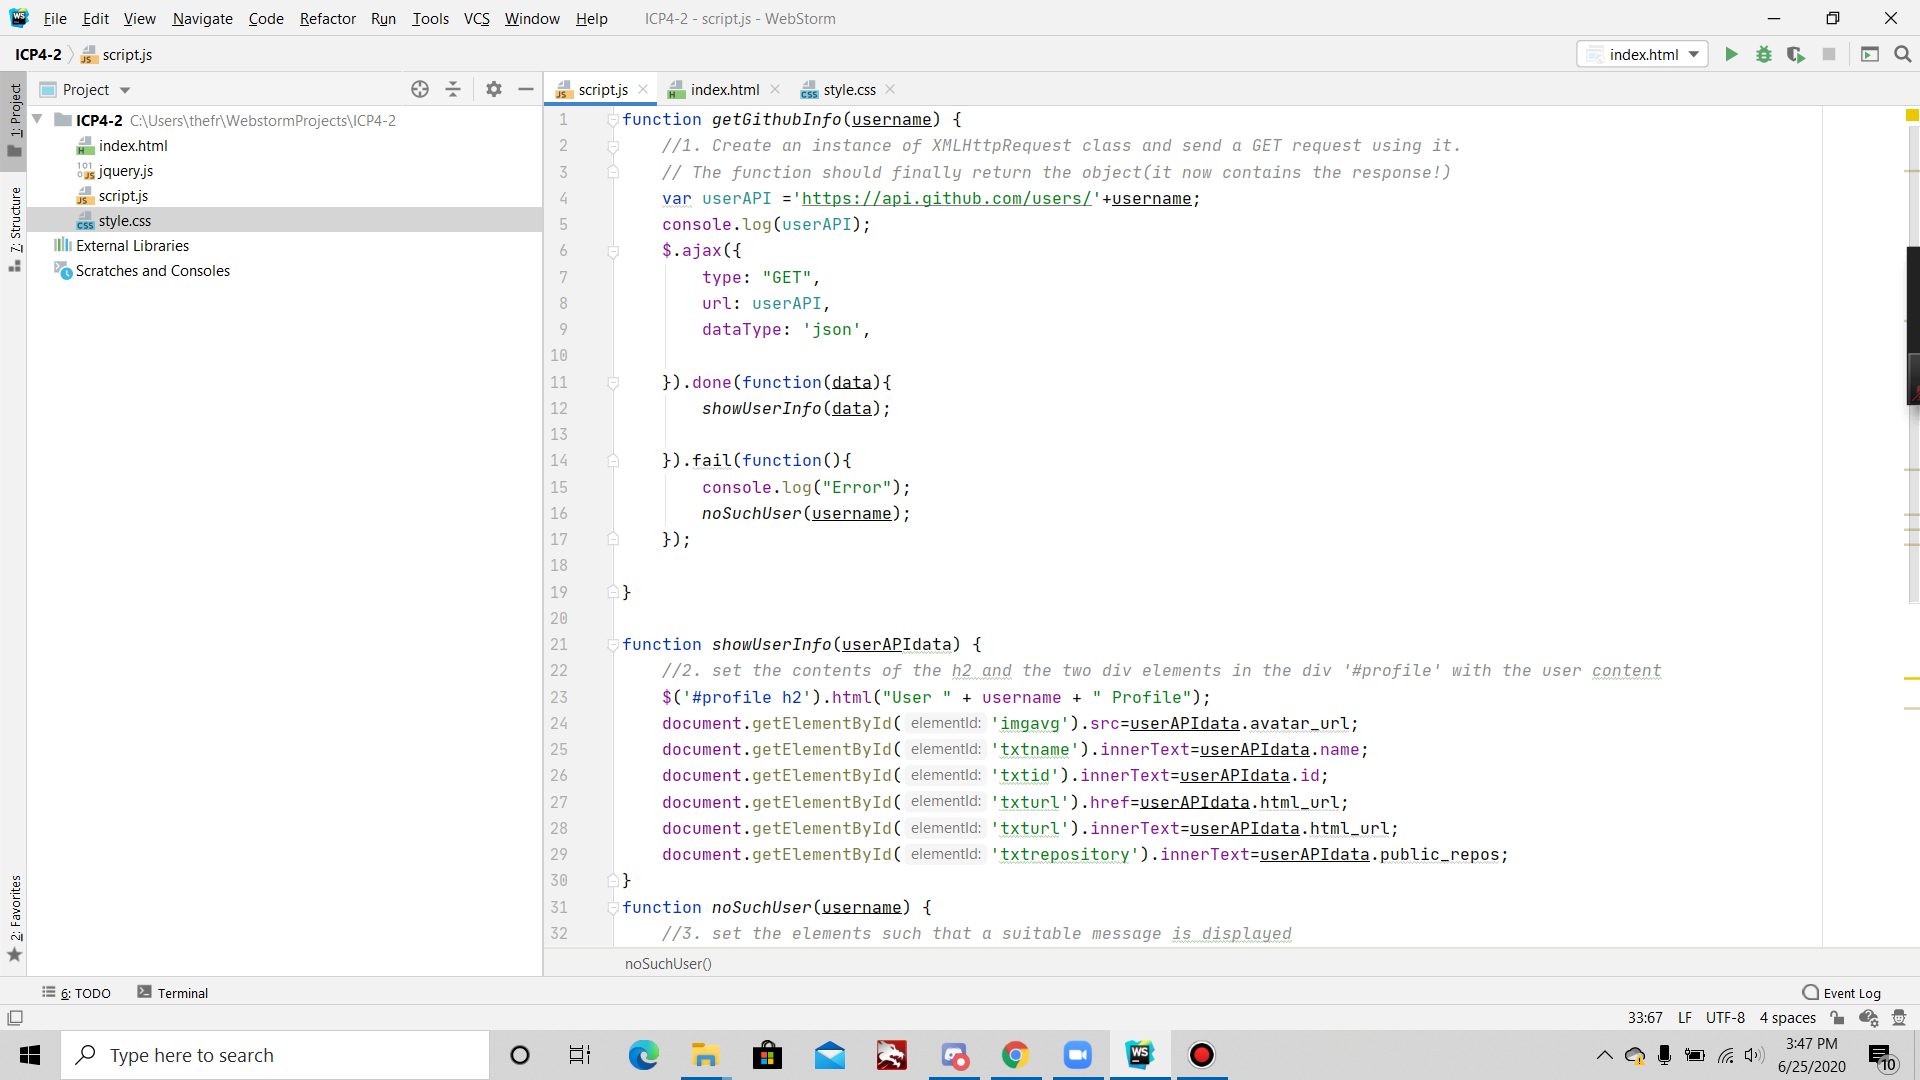 File Edit View Navigate Code Refactor Run Tools VCS Window Help ICP4-2 - script.js - WebStorm
ICP4-2 script.js index.html
Project script.js index.html style.css
1: Project
7: Structure
2: Favorites
ICP4-2 C:\Users\thefr\WebstormProjects\ICP4-2
index.html
jquery.js
script.js
style.css
External Libraries
Scratches and Consoles
1 function getGithubInfo(username) {
2 //1. Create an instance of XMLHttpRequest class and send a GET request using it.
3 // The function should finally return the object(it now contains the response!)
4 var userAPI ='https://api.github.com/users/'+username;
5 console.log(userAPI);
6 $.ajax({
7 type: "GET",
8 url: userAPI,
9 dataType: 'json',
10
11 }).done(function(data){
12 showUserInfo(data);
13
14 }).fail(function(){
15 console.log("Error");
16 noSuchUser(username);
17 });
18
19 }
20
21 function showUserInfo(userAPIdata) {
22 //2. set the contents of the h2 and the two div elements in the div '#profile' with the user content
23 $('#profile h2').html("User " + username + " Profile");
24 document.getElementById( elementId: 'imgavg').src=userAPIdata.avatar_url;
25 document.getElementById( elementId: 'txtname').innerText=userAPIdata.name;
26 document.getElementById( elementId: 'txtid').innerText=userAPIdata.id;
27 document.getElementById( elementId: 'txturl').href=userAPIdata.html_url;
28 document.getElementById( elementId: 'txturl').innerText=userAPIdata.html_url;
29 document.getElementById( elementId: 'txtrepository').innerText=userAPIdata.public_repos;
30 }
31 function noSuchUser(username) {
32 //3. set the elements such that a suitable message is displayed
noSuchUser()
6: TODO Terminal Event Log
33:67 LF UTF-8 4 spaces
Type here to search
3:47 PM
6/25/2020
10